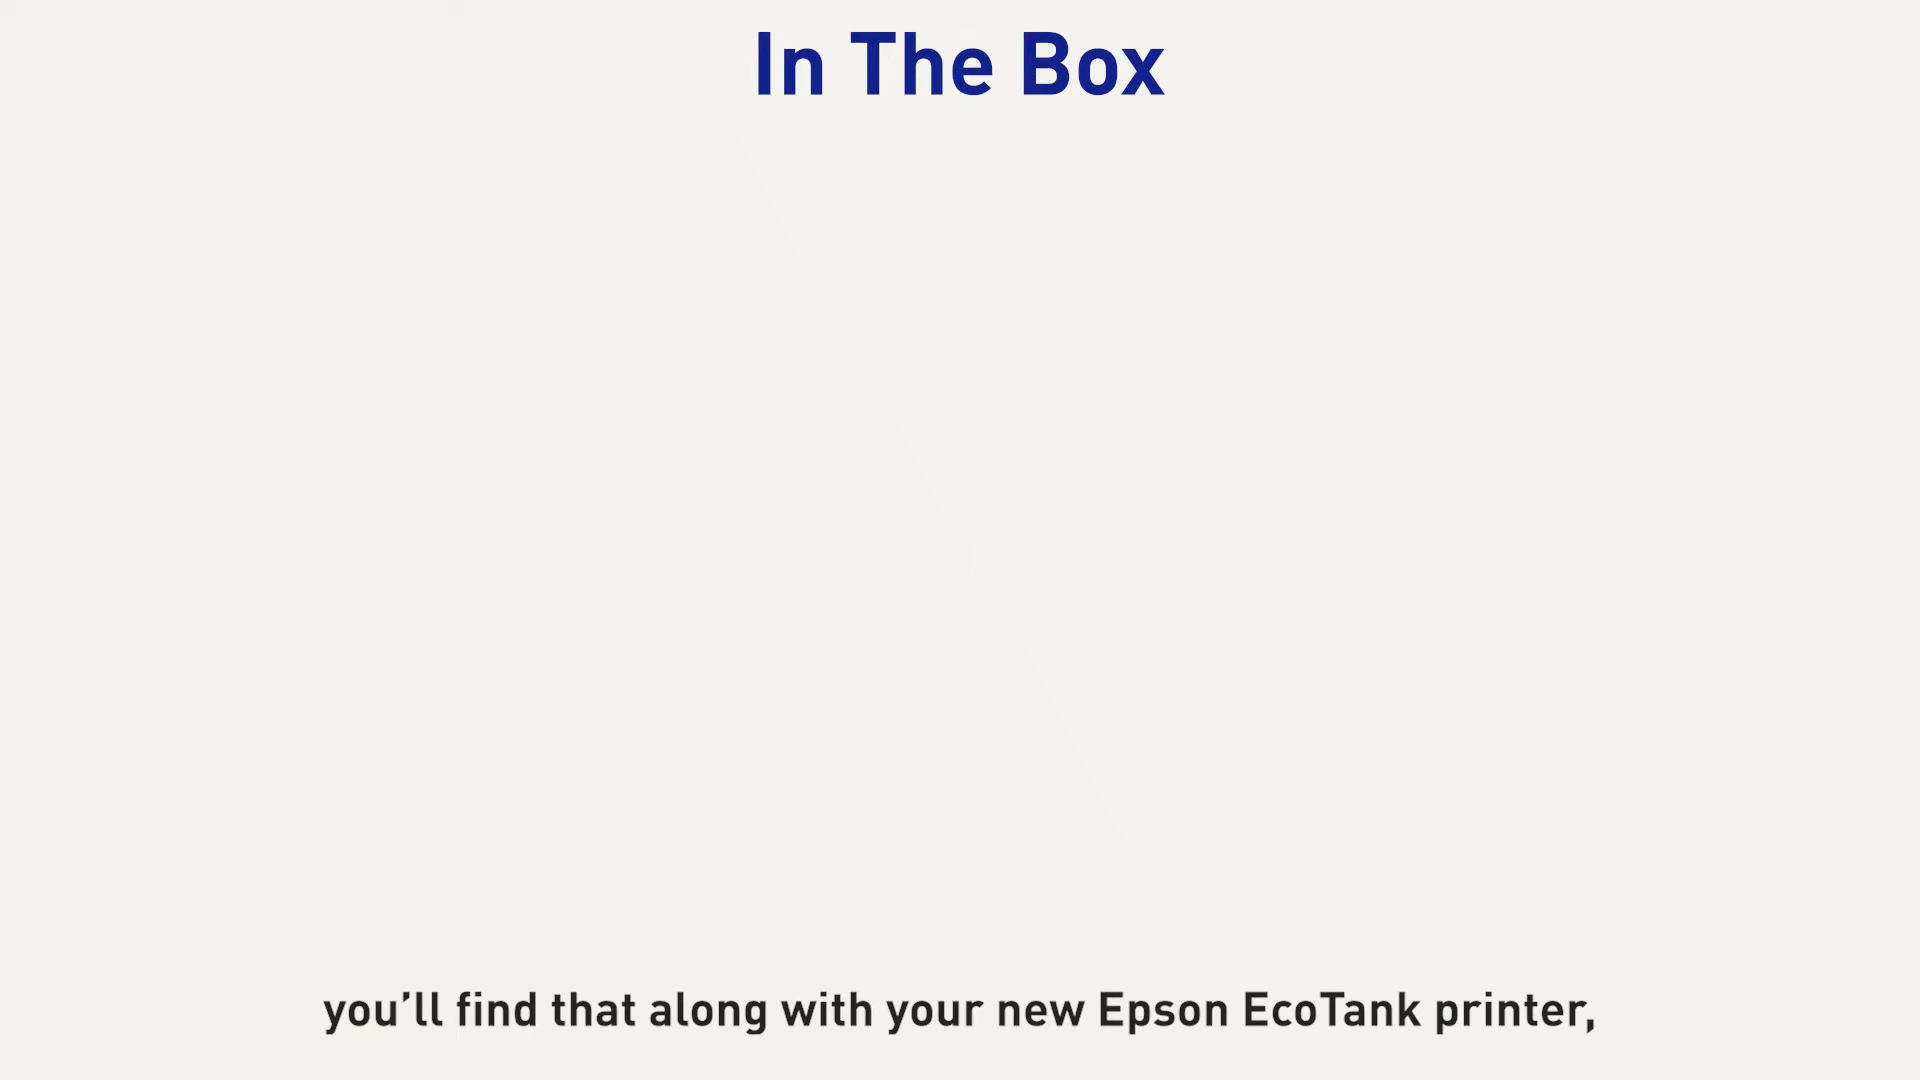 In The Box
you’ll find that along with your new Epson EcoTank printer,